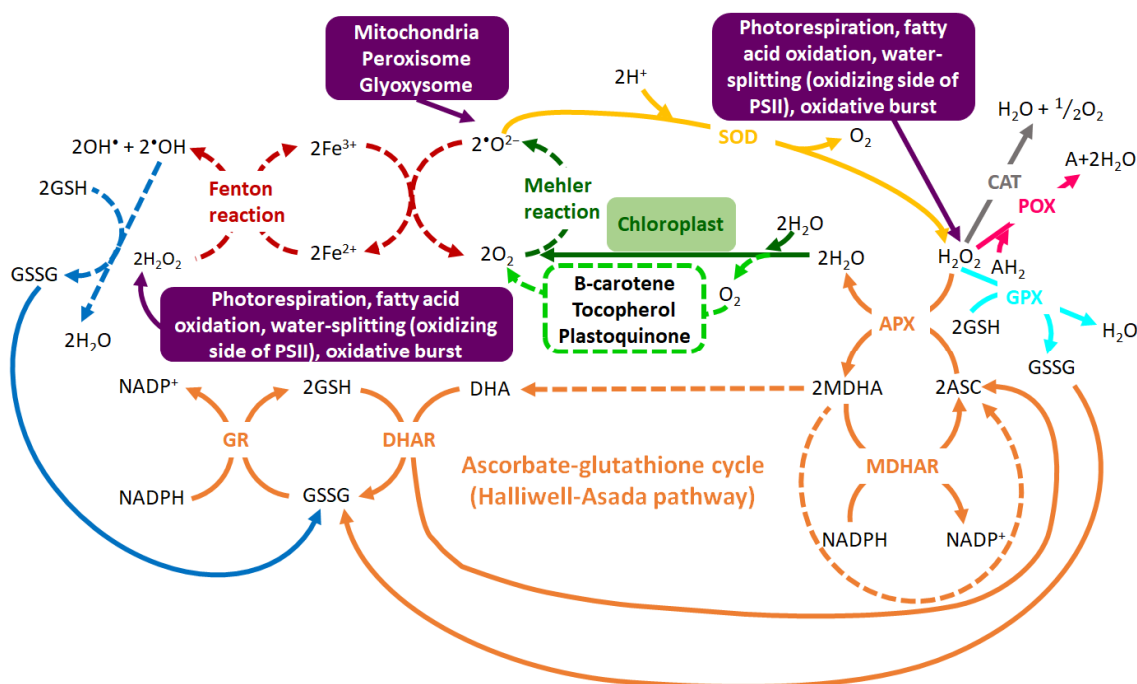 Mitochondria
Peroxisome
Glyoxysome
Photorespiration, fatty
acid oxidation, water-
splitting (oxidizing side of
PSII), oxidative burst
2H⁺
SOD
O₂
H₂O + ¹/₂O₂
2OH• + 2•OH
2Fe³⁺
2•O²⁻
A+2H₂O
CAT
POX
2GSH
Fenton
reaction
Mehler
reaction
Chloroplast
2H₂O
GSSG
2H₂O₂
2Fe²⁺
2O₂
2H₂O
H₂O₂
AH₂
B-carotene
Tocopherol
Plastoquinone
O₂
GPX
Photorespiration, fatty acid
oxidation, water-splitting (oxidizing
side of PSII), oxidative burst
2H₂O
APX
2GSH
H₂O
GSSG
NADP⁺
2GSH
DHA
2MDHA
2ASC
GR
DHAR
Ascorbate-glutathione cycle
(Halliwell-Asada pathway)
MDHAR
NADPH
GSSG
NADPH
NADP⁺